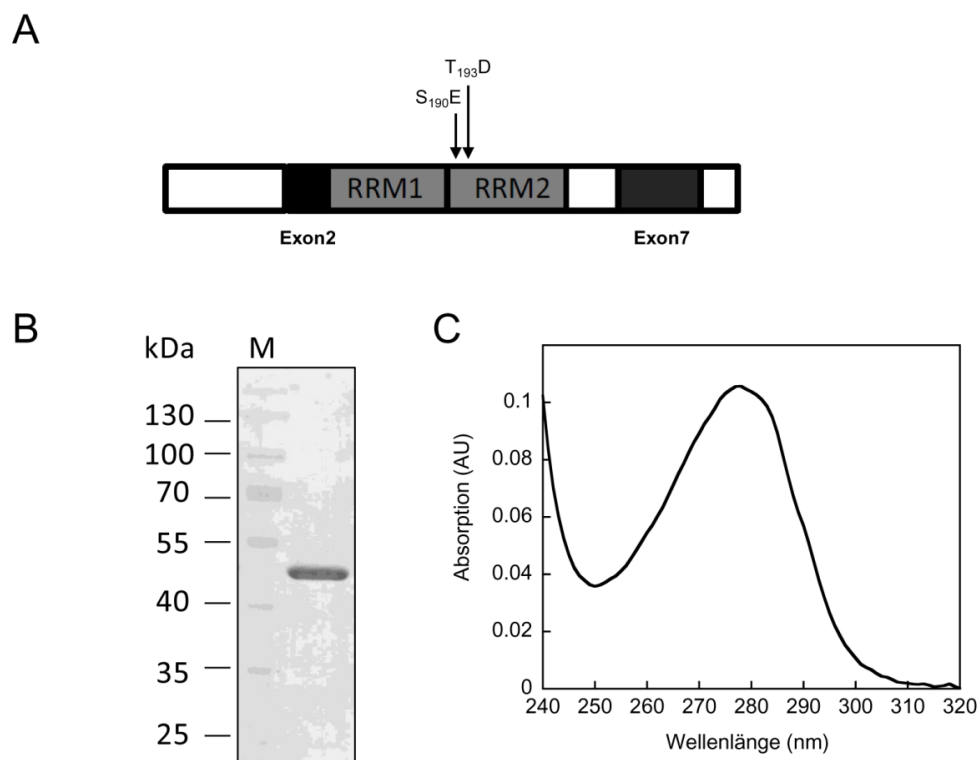 A
T₁₉₃D
S₁₉₀E
RRM1 RRM2
Exon2 Exon7
B
kDa M
130
100
70
55
40
35
25
C
Absorption (AU)
0.1
0.08
0.06
0.04
0.02
0
240 250 260 270 280 290 300 310 320
Wellenlänge (nm)